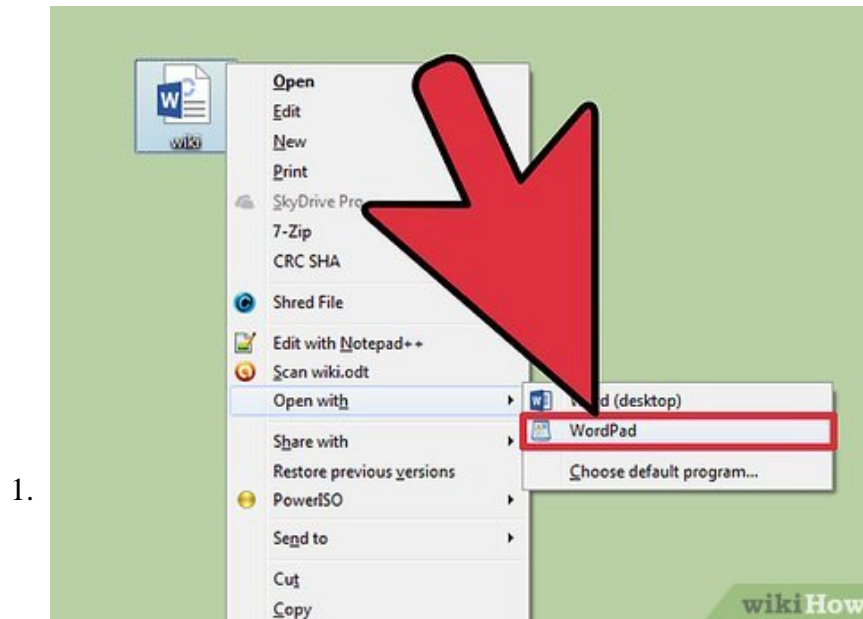 wiki
Open
Edit
New
Print
SkyDrive Pro
7-Zip
CRC SHA
Shred File
Edit with Notepad++
Scan wiki.odt
Open with
(desktop)
WordPad
Share with
Restore previous versions
Choose default program...
1.
PowerISO
Send to
Cut
Copy
wikiHow